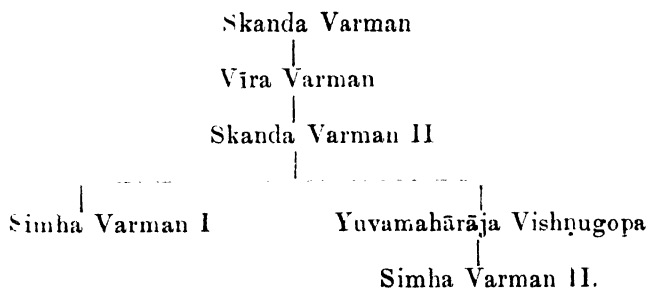 Skanda Varman
Vīra Varman
Skanda Varman II
Simha Varman I Yuvamahārāja Vishṇugopa
Simha Varman II.